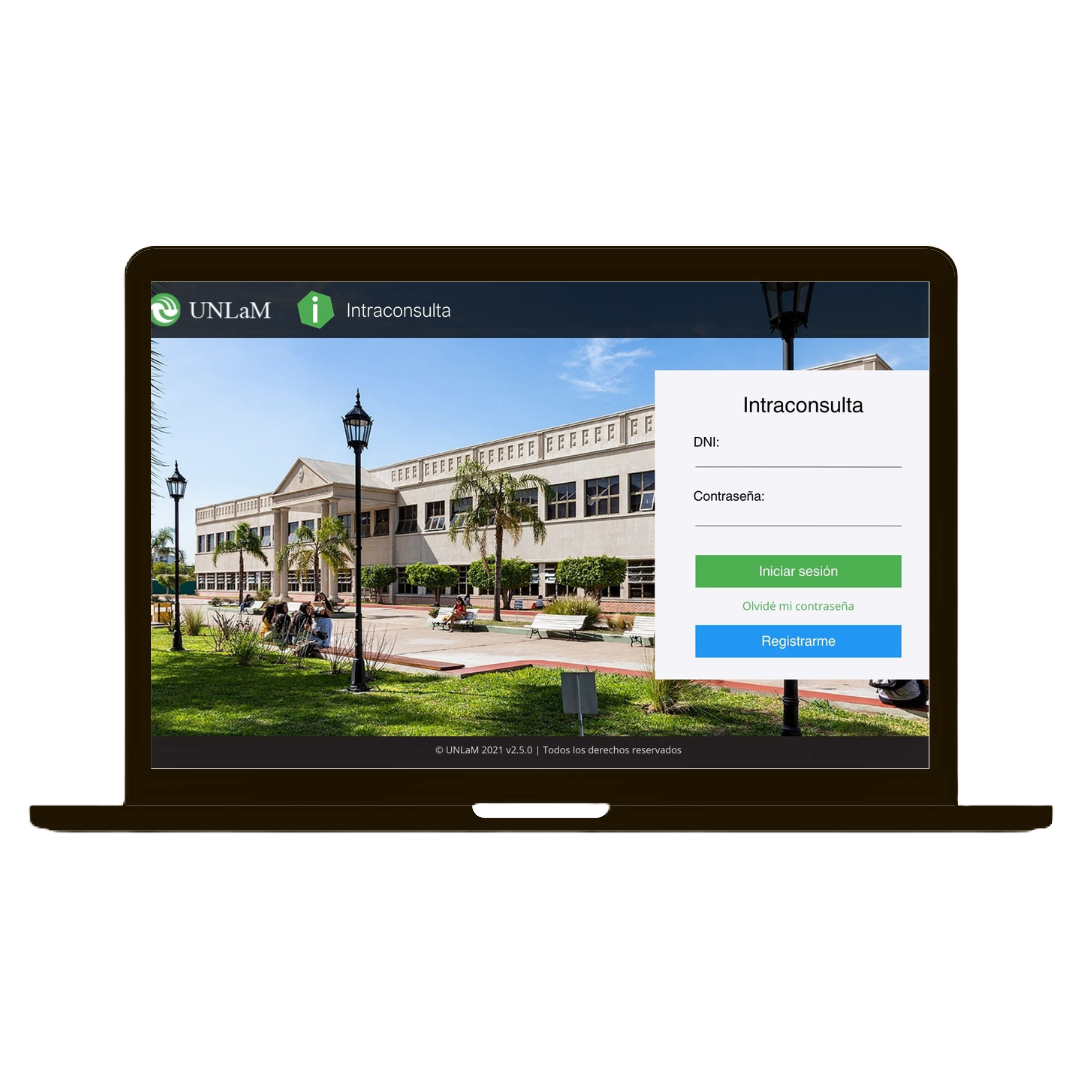 UNLaM
i Intraconsulta
Intraconsulta
DNI:
Contraseña:
Iniciar sesión
Olvidé mi contraseña
Registrarme
© UNLaM 2021 v2.5.0 | Todos los derechos reservados